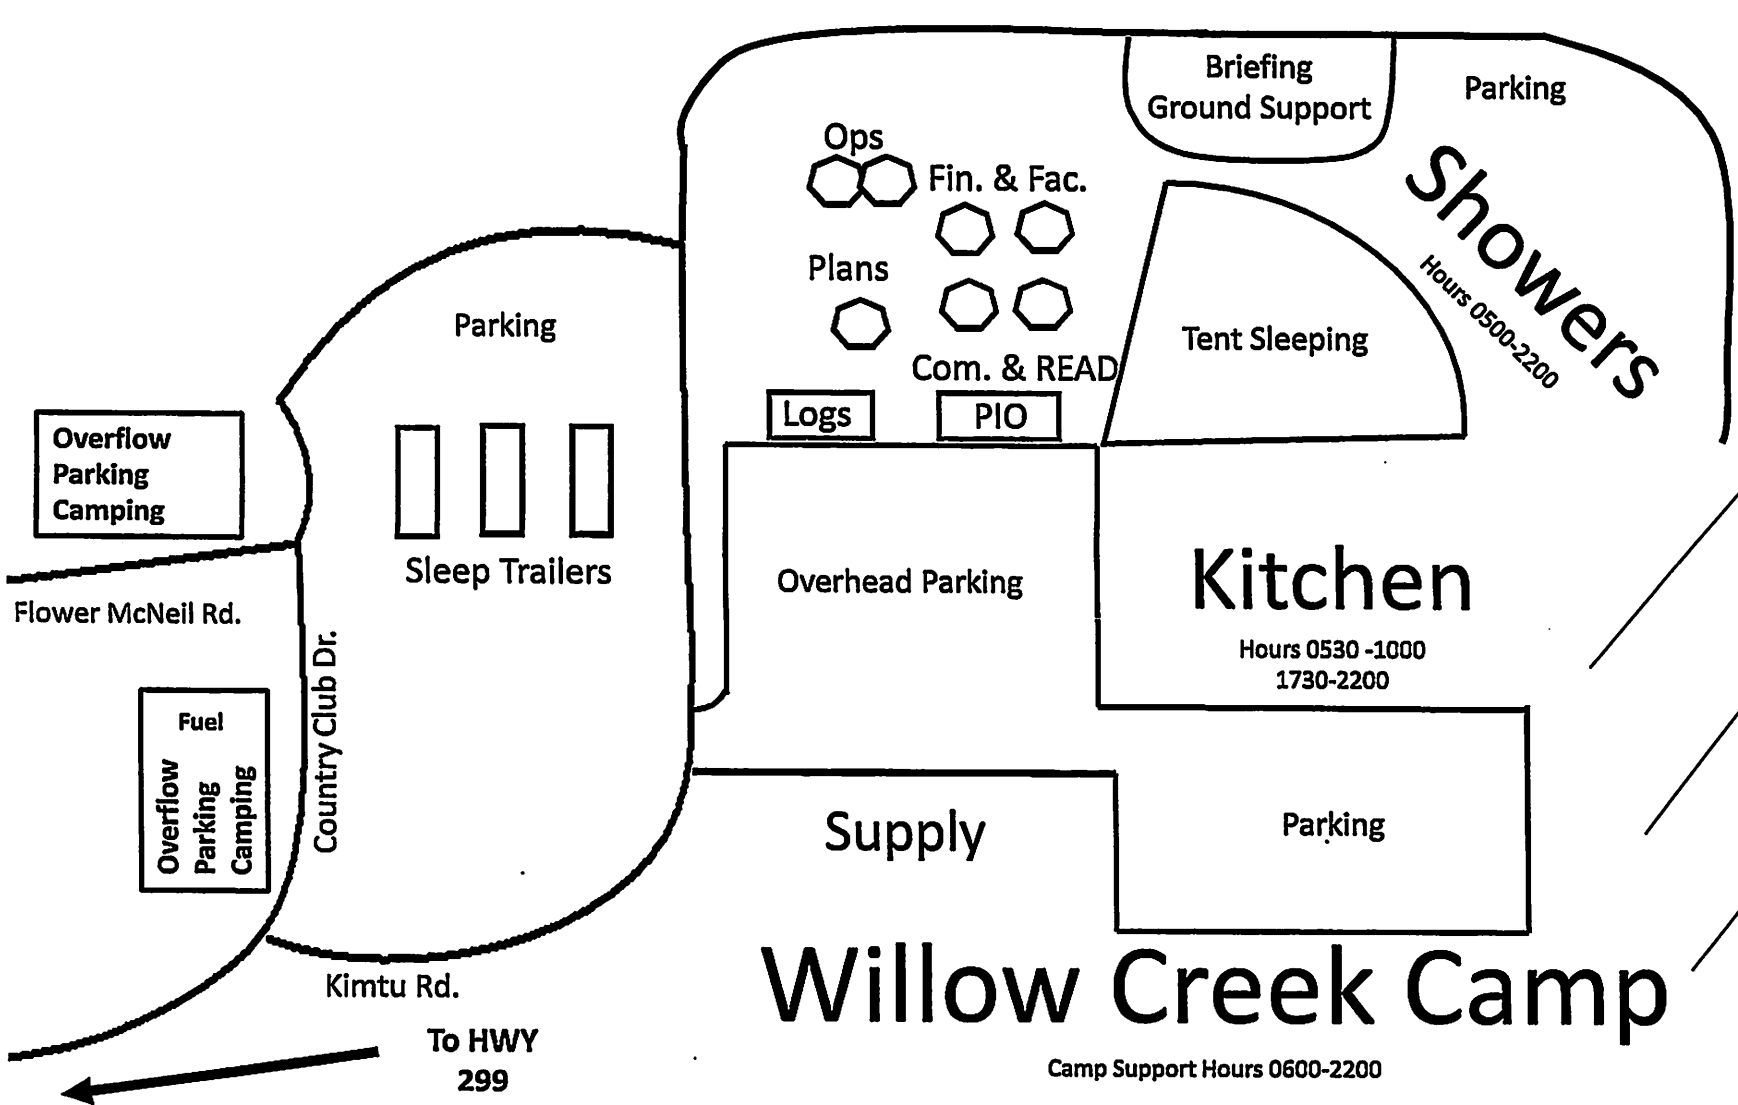 Briefing
Ground Support
Parking
Showers
Hours 0500-2200
Ops
Fin. & Fac.
Plans
Com. & READ
Logs
PIO
Tent Sleeping
Parking
Sleep Trailers
Overflow
Parking
Camping
Flower McNeil Rd.
Country Club Dr.
Fuel
Overflow
Parking
Camping
Overhead Parking
Kitchen
Hours 0530 -1000
1730-2200
Supply
Parking
Kimtu Rd.
To HWY
299
Willow Creek Camp
Camp Support Hours 0600-2200